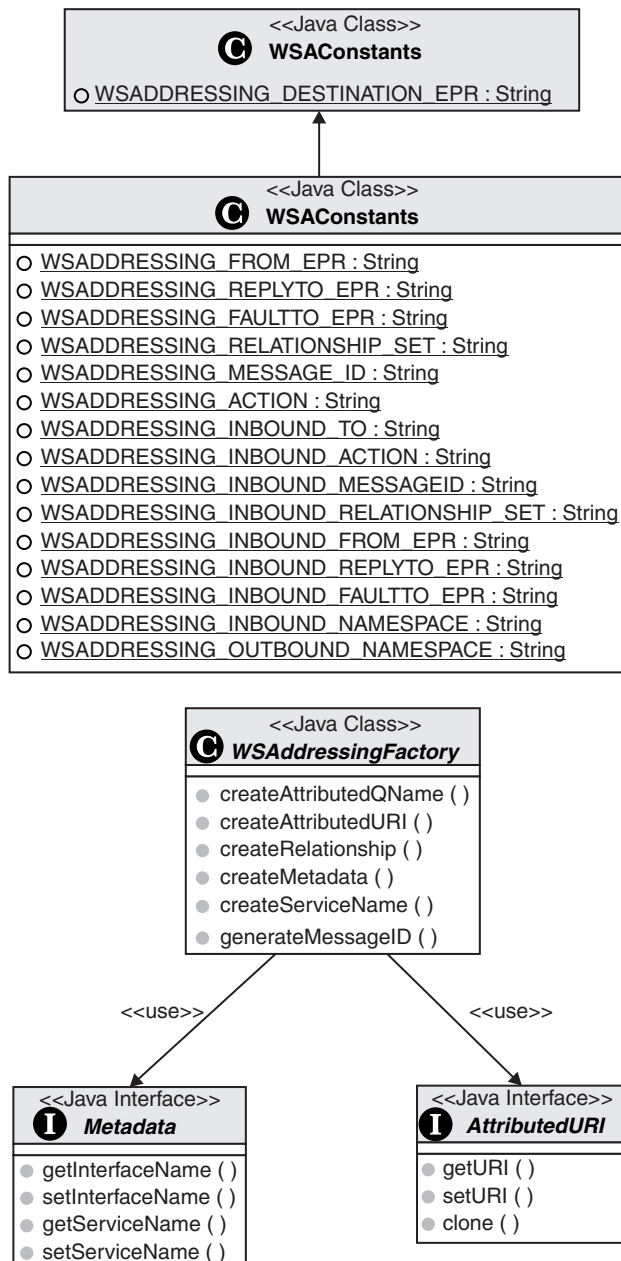 <<Java Class>>
C WSAConstants
WSADDRESSING_DESTINATION_EPR : String
<<Java Class>>
C WSAConstants
WSADDRESSING_FROM_EPR : String
WSADDRESSING_REPLYTO_EPR : String
WSADDRESSING_FAULTTO_EPR : String
WSADDRESSING_RELATIONSHIP_SET : String
WSADDRESSING_MESSAGE_ID : String
WSADDRESSING_ACTION : String
WSADDRESSING_INBOUND_TO : String
WSADDRESSING_INBOUND_ACTION : String
WSADDRESSING_INBOUND_MESSAGEID : String
WSADDRESSING_INBOUND_RELATIONSHIP_SET : String
WSADDRESSING_INBOUND_FROM_EPR : String
WSADDRESSING_INBOUND_REPLYTO_EPR : String
WSADDRESSING_INBOUND_FAULTTO_EPR : String
WSADDRESSING_INBOUND_NAMESPACE : String
WSADDRESSING_OUTBOUND_NAMESPACE : String
<<Java Class>>
C WSAddressingFactory
createAttributedQName ( )
createAttributedURI ( )
createRelationship ( )
createMetadata ( )
createServiceName ( )
generateMessageID ( )
<<use>>
<<use>>
<<Java Interface>>
I Metadata
getInterfaceName ( )
setInterfaceName ( )
getServiceName ( )
setServiceName ( )
<<Java Interface>>
I AttributedURI
getURI ( )
setURI ( )
clone ( )